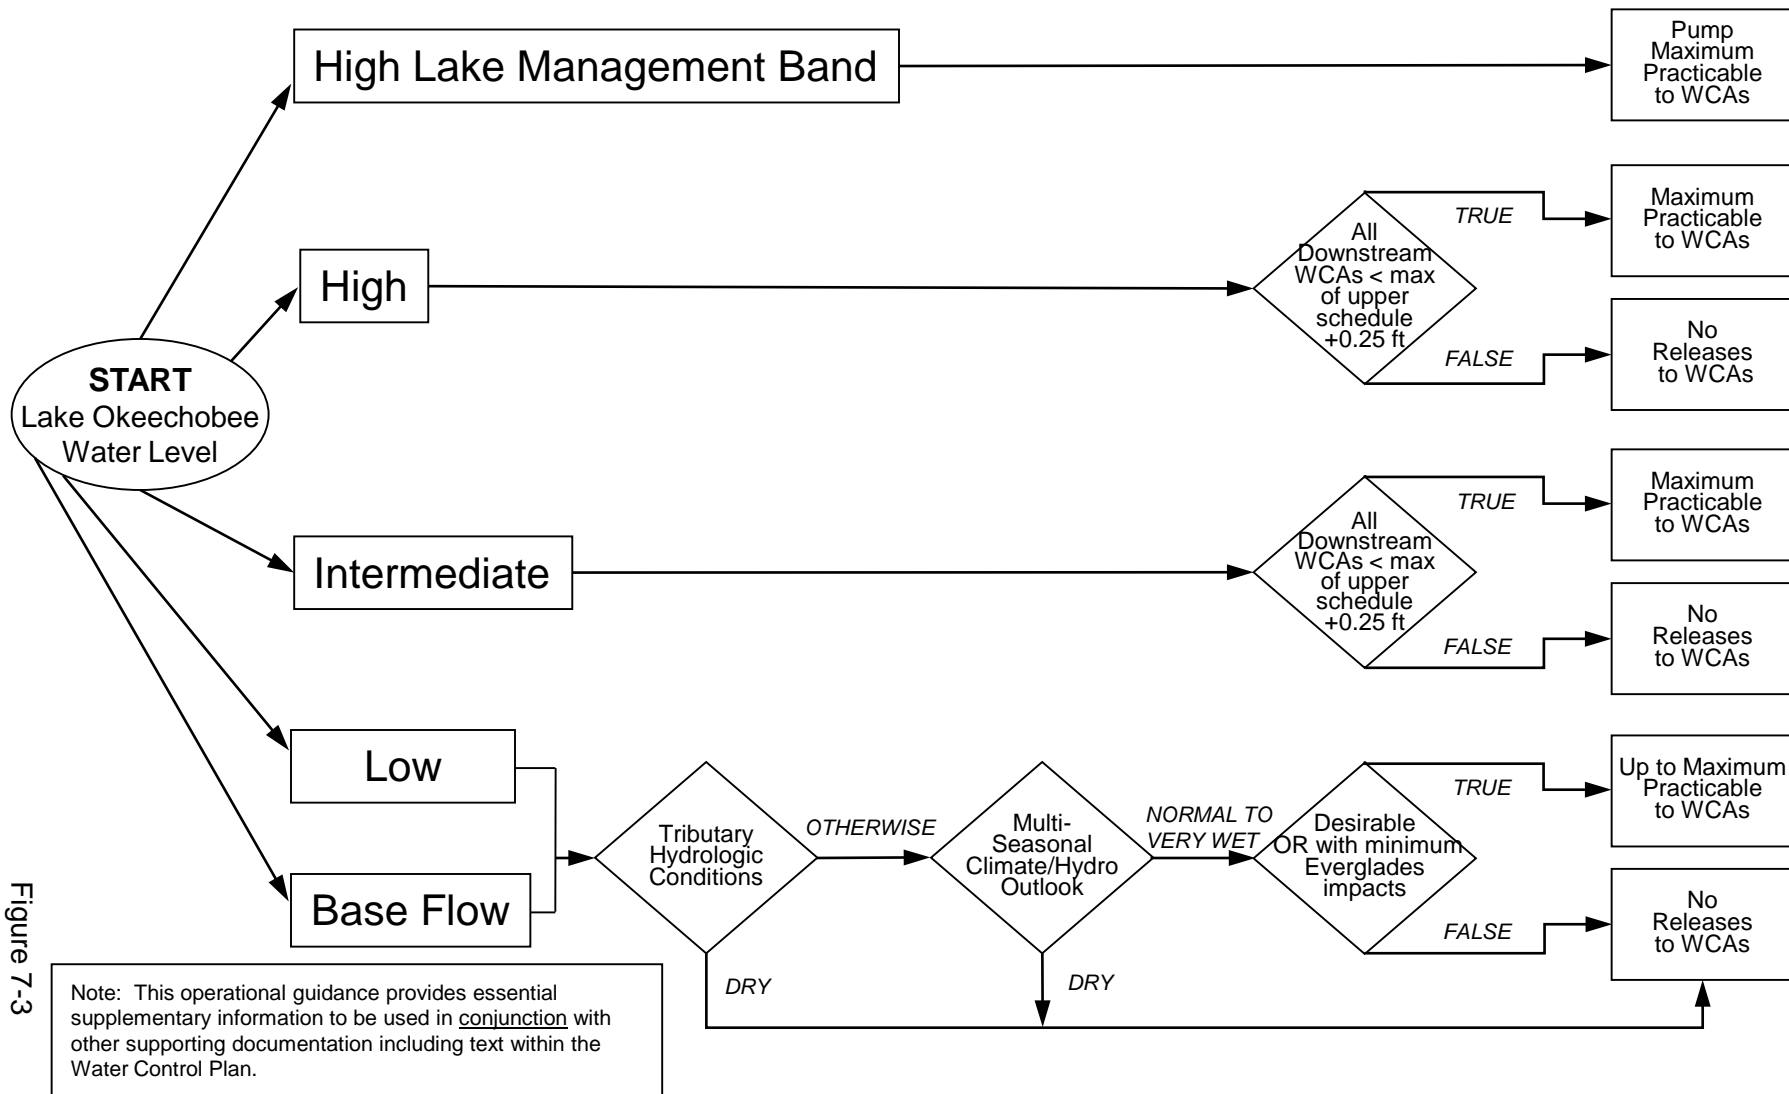 High Lake Management Band
Pump
Maximum
Practicable
to WCAs
High
All
Downstream
WCAs < max
of upper
schedule
+0.25 ft
TRUE
Maximum
Practicable
to WCAs
FALSE
No
Releases
to WCAs
START
Lake Okeechobee
Water Level
Intermediate
All
Downstream
WCAs < max
of upper
schedule
+0.25 ft
TRUE
Maximum
Practicable
to WCAs
FALSE
No
Releases
to WCAs
Low
Base Flow
Tributary
Hydrologic
Conditions
OTHERWISE
DRY
Multi-
Seasonal
Climate/Hydro
Outlook
NORMAL TO
VERY WET
DRY
Desirable
OR with minimum
Everglades
impacts
TRUE
Up to Maximum
Practicable
to WCAs
FALSE
No
Releases
to WCAs
Note: This operational guidance provides essential
supplementary information to be used in conjunction with
other supporting documentation including text within the
Water Control Plan.
Figure 7-3